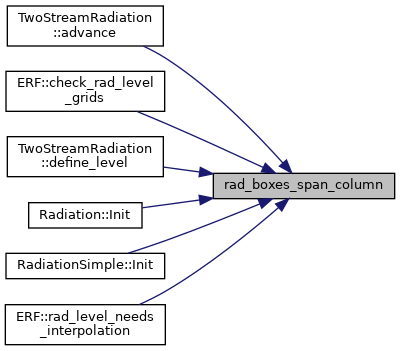 TwoStreamRadiation
::advance
ERF::check_rad_level
_grids
TwoStreamRadiation
::define_level
rad_boxes_span_column
Radiation::Init
RadiationSimple::Init
ERF::rad_level_needs
_interpolation